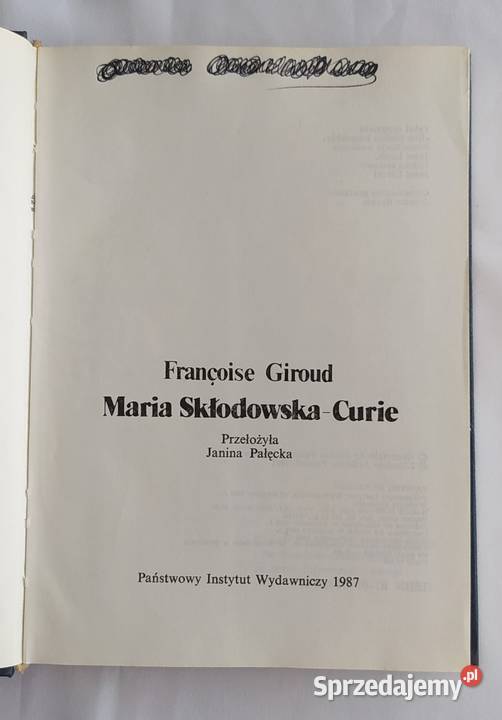 Françoise Giroud
Maria Skłodowska-Curie
Przełożyła
Janina Pałęcka
Państwowy Instytut Wydawniczy 1987
Sprzedajemy.pl